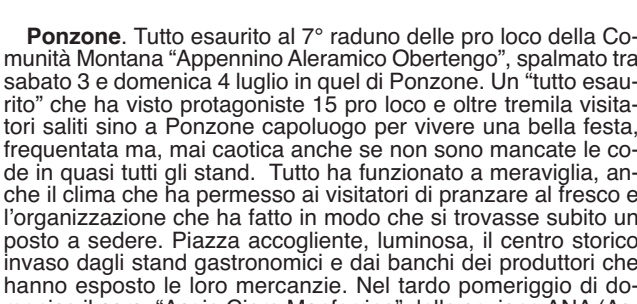 Ponzone. Tutto esaurito al 7° raduno delle pro loco della Co-
munità Montana “Appennino Aleramico Obertengo”, spalmato tra
sabato 3 e domenica 4 luglio in quel di Ponzone. Un “tutto esau-
rito” che ha visto protagoniste 15 pro loco e oltre tremila visita-
tori saliti sino a Ponzone capoluogo per vivere una bella festa,
frequentata ma, mai caotica anche se non sono mancate le co-
de in quasi tutti gli stand. Tutto ha funzionato a meraviglia, an-
che il clima che ha permesso ai visitatori di pranzare al fresco e
l’organizzazione che ha fatto in modo che si trovasse subito un
posto a sedere. Piazza accogliente, luminosa, il centro storico
invaso dagli stand gastronomici e dai banchi dei produttori che
hanno esposto le loro mercanzie. Nel tardo pomeriggio di do-